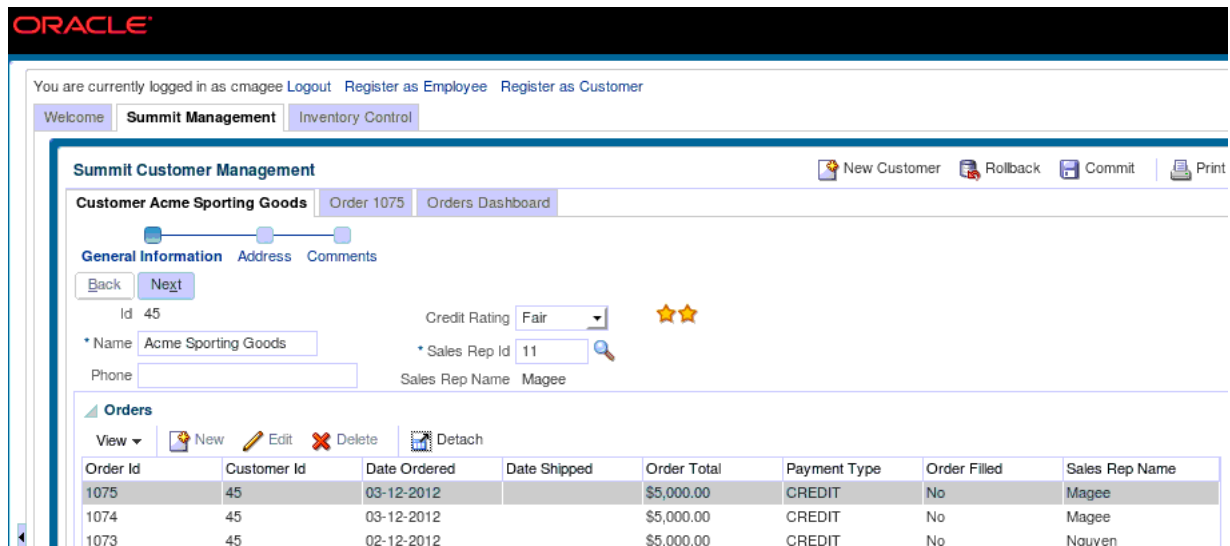 ORACLE
You are currently logged in as cmagee Logout Register as Employee Register as Customer
Welcome Summit Management Inventory Control
Summit Customer Management New Customer Rollback Commit Print
Customer Acme Sporting Goods Order 1075 Orders Dashboard
General Information Address Comments
Back Next
Id 45 Credit Rating Fair
* Name Acme Sporting Goods * Sales Rep Id 11
Phone Sales Rep Name Magee
Orders
View New Edit Delete Detach
Order Id Customer Id Date Ordered Date Shipped Order Total Payment Type Order Filled Sales Rep Name
1075 45 03-12-2012 $5,000.00 CREDIT No Magee
1074 45 03-12-2012 $5,000.00 CREDIT No Magee
1073 45 02-12-2012 $5,000.00 CREDIT No Nguyen